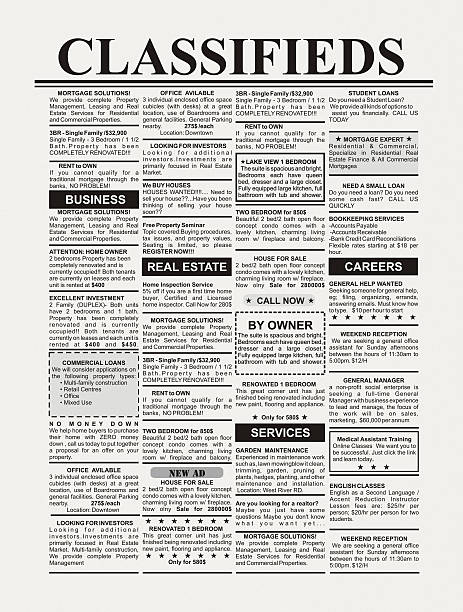 CLASSIFIEDS
MORTGAGE SOLUTIONS!
We provide complete Property
Management, Leasing and Real
Estate Services for Residential
and Commercial Properties.
3BR - Single Family /$32,900
Single Family - 3 Bedroom / 1 1/2
Bath.Property has been
COMPLETELY RENOVATED!!!
RENT to OWN
If you cannot qualify for a
traditional mortgage through the
banks, NO PROBLEM!
BUSINESS
MORTGAGE SOLUTIONS!
We provide complete Property
Management, Leasing and Real
Estate Services for Residential
and Commercial Properties.
ATTENTION: HOME OWNER
2 bedrooms Property has been
completely renovated and is
currently occupied!! Both tenants
are currently on leases and each
unit is rented at $400
EXCELLENT INVESTMENT
2 Family (DUPLEX). Both units
have 2 bedrooms and 1 bath.
Property has been completely
renovated and is currently
occupied!! Both tenants are
currently on leases and each unit is
rented at $400 and $450.
COMMERCIAL LOANS
We will consider applications on
the following property types:
• Multi-family construction
• Retail Centres
• Office
• Mixed Use
NO MONEY DOWN
We help home buyers to purchase
their home with ZERO money
down , call us today to put together
a proposal for an offer on your
property.
OFFICE AVILABLE
3 individual enclosed office space
cubicles (with desks) at a great
location, use of Boardrooms and
general facilities. General Parking
nearby. 275$/each
Location: Downtown
LOOKING FOR INVESTORS
Looking for additional
investors.Investments are
primarily focused in Real Estate
Market. Multi-family construction,
We provide complete Property
Management
OFFICE AVILABLE
3 individual enclosed office space
cubicles (with desks) at a great
location, use of Boardrooms and
general facilities. General Parking
nearby. 275$/each
Location: Downtown
LOOKING FOR INVESTORS
Looking for additional
investors.Investments are
primarily focused in Real Estate
Market.
We BUY HOUSES
HOUSES WANTED!!!!.... Need to
sell your house??...Have you been
thinking of selling your house
soon??
Free Property Seminar
Topic covered Buying procedures,
tax issues, and property values,
Seating is limited, so please
REGISTER NOW!!!
REAL ESTATE
Home Inspection Service
5% off if you are a first time home
buyer, Certified and Licensed
home inspector. Call Now for 280$
MORTGAGE SOLUTIONS!
We provide complete Property
Management, Leasing and Real
Estate Services for Residential
and Commercial Properties.
3BR - Single Family /$32,900
Single Family - 3 Bedroom / 1 1/2
Bath.Property has been
COMPLETELY RENOVATED!!!
RENT to OWN
If you cannot qualify for a
traditional mortgage through the
banks, NO PROBLEM!
TWO BEDROOM for 850$
Beautiful 2 bed/2 bath open floor
concept condo comes with a
lovely kitchen, charming living
room w/ fireplace and balcony.
NEW AD
HOUSE FOR SALE
2 bed/2 bath open floor concept
condo comes with a lovely kitchen,
charming living room w/ fireplace.
Now olny Sale for 280000$
★ ★ ★ ★ ★ ★ ★
RENOVATED 1 BEDROOM
This great corner unit has just
finished being renovated including
new paint, flooring and appliance.
★ ★ ★ ★ ★ ★ ★
Only for 580$
3BR - Single Family /$32,900
Single Family - 3 Bedroom / 1 1/2
Bath.Property has been
COMPLETELY RENOVATED!!!
RENT to OWN
If you cannot qualify for a
traditional mortgage through the
banks, NO PROBLEM!
★ LAKE VIEW 1 BEDROOM
The suite is spacious and bright,
Bedrooms each have queen
bed, dresser and a large closet.
Fully equipped large kitchen, full
bathroom with tub and shower.
TWO BEDROOM for 850$
Beautiful 2 bed/2 bath open floor
concept condo comes with a
lovely kitchen, charming living
room w/ fireplace and balcony.
HOUSE FOR SALE
2 bed/2 bath open floor concept
condo comes with a lovely kitchen,
charming living room w/ fireplace.
Now olny Sale for 280000$
★ CALL NOW ★
BY OWNER
The suite is spacious and bright,
Bedrooms each have queen bed,
dresser and a large closet.
Fully equipped large kitchen, full
bathroom with tub and shower.
RENOVATED 1 BEDROOM
This great corner unit has just
finished being renovated including
new paint, flooring and appliance.
★ Only for 580$ ★
SERVICES
GARDEN MAINTENANCE
Experienced in maintenance work
such as, lawn mowing/low ticleun,
trimming, garden, pruning of
plants, hedges, planting, and other
maintenance and installation.
Location: West River RD.
Are you looking for a realtor?
Maybe you just have some
questions Maybe you don't know
what you want yet...
MORTGAGE SOLUTIONS!
We provide complete Property
Management, Leasing and Real
Estate Services for Residential
and Commercial Properties.
STUDENT LOANS
Do you need a Student Loan?
We provide all kinds of options to
assist you financially. CALL US
TODAY
★ MORTGAGE EXPERT ★
Residential & Commercial,
Specialize in Residential Real
Estate Finance & All Commercial
Mortgages
NEED A SMALL LOAN
Do you need a loan? Do you need
some cash fast? CALL US
QUICKLY
BOOKKEEPING SERVICES
-Accounts Payable
-Accounts Receivable
-Bank Credit Card Reconciliations
Flexible rates starting at $18 per
hour.
CAREERS
GENERAL HELP WANTED
Seeking someone for general help,
eg; filing, organizing, errands,
answering emails. Must know how
to type. $10 per hour to start
★ ★ ★ ★ ★ ★ ★
WEEKEND RECEPTION
We are seeking a general office
assistant for Sunday afternoons
between the hours of 11:30am to
5:00pm. $12/H
GENERAL MANAGER
a non-profit social enterprise is
seeking a full-time General
Manager with business experience
to lead and manage, the focus of
the work will be on sales,
marketing, $60,000 per annum
Medical Assistant Training
Online Classes We want you to
be successful. Just click the link
and learn today.
★ ★ ★
ENGLISH CLASSES
English as a Second Language /
Accent Reduction Instructor
Lesson fees are: $25/hr per
person; $20/hr per person for two
students.
WEEKEND RECEPTION
We are seeking a general office
assistant for Sunday afternoons
between the hours of 11:30am to
5:00pm. $12/H